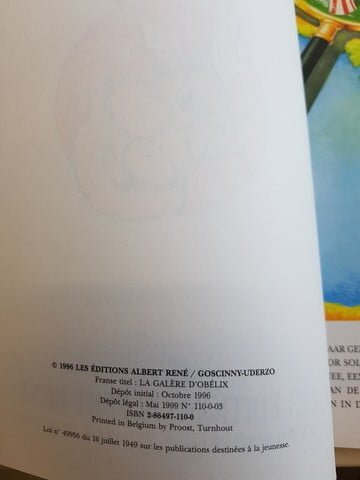 © 1996 LES ÉDITIONS ALBERT RENÉ / GOSCINNY-UDERZO
Franse titel : LA GALÈRE D'OBÉLIX
Dépôt initial : Octobre 1996
Dépôt légal : Mai 1999 N° 110-0-03
ISBN 2-86497-110-0
Printed in Belgium by Proost, Turnhout
Loi n° 49956 du 16 juillet 1949 sur les publications destinées à la jeunesse.